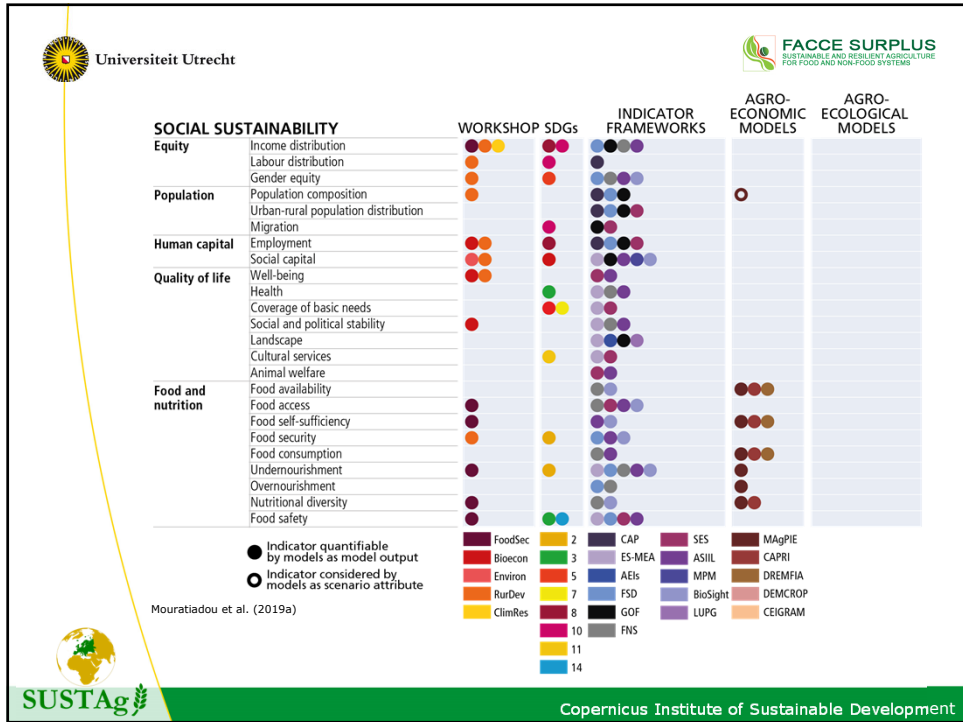 Universiteit Utrecht
FACCE SURPLUS
SUSTAINABLE AND RESILIENT AGRICULTURE
FOR FOOD AND NON-FOOD SYSTEMS
SOCIAL SUSTAINABILITY WORKSHOP SDGs INDICATOR FRAMEWORKS AGRO-ECONOMIC MODELS AGRO-ECOLOGICAL MODELS
Equity Income distribution
Labour distribution
Gender equity
Population Population composition
Urban-rural population distribution
Migration
Human capital Employment
Social capital
Quality of life Well-being
Health
Coverage of basic needs
Social and political stability
Landscape
Cultural services
Animal welfare
Food and nutrition Food availability
Food access
Food self-sufficiency
Food security
Food consumption
Undernourishment
Overnourishment
Nutritional diversity
Food safety
Indicator quantifiable
by models as model output
Indicator considered by
models as scenario attribute
Mouratiadou et al. (2019a)
FoodSec 2 CAP SES MAgPIE
Bioecon 3 ES-MEA ASIIL CAPRI
Environ 5 AEIs MPM DREMFIA
RurDev 7 FSD BioSight DEMCROP
ClimRes 8 GOF LUPG CEIGRAM
10 FNS
11
14
SUSTAg
Copernicus Institute of Sustainable Development